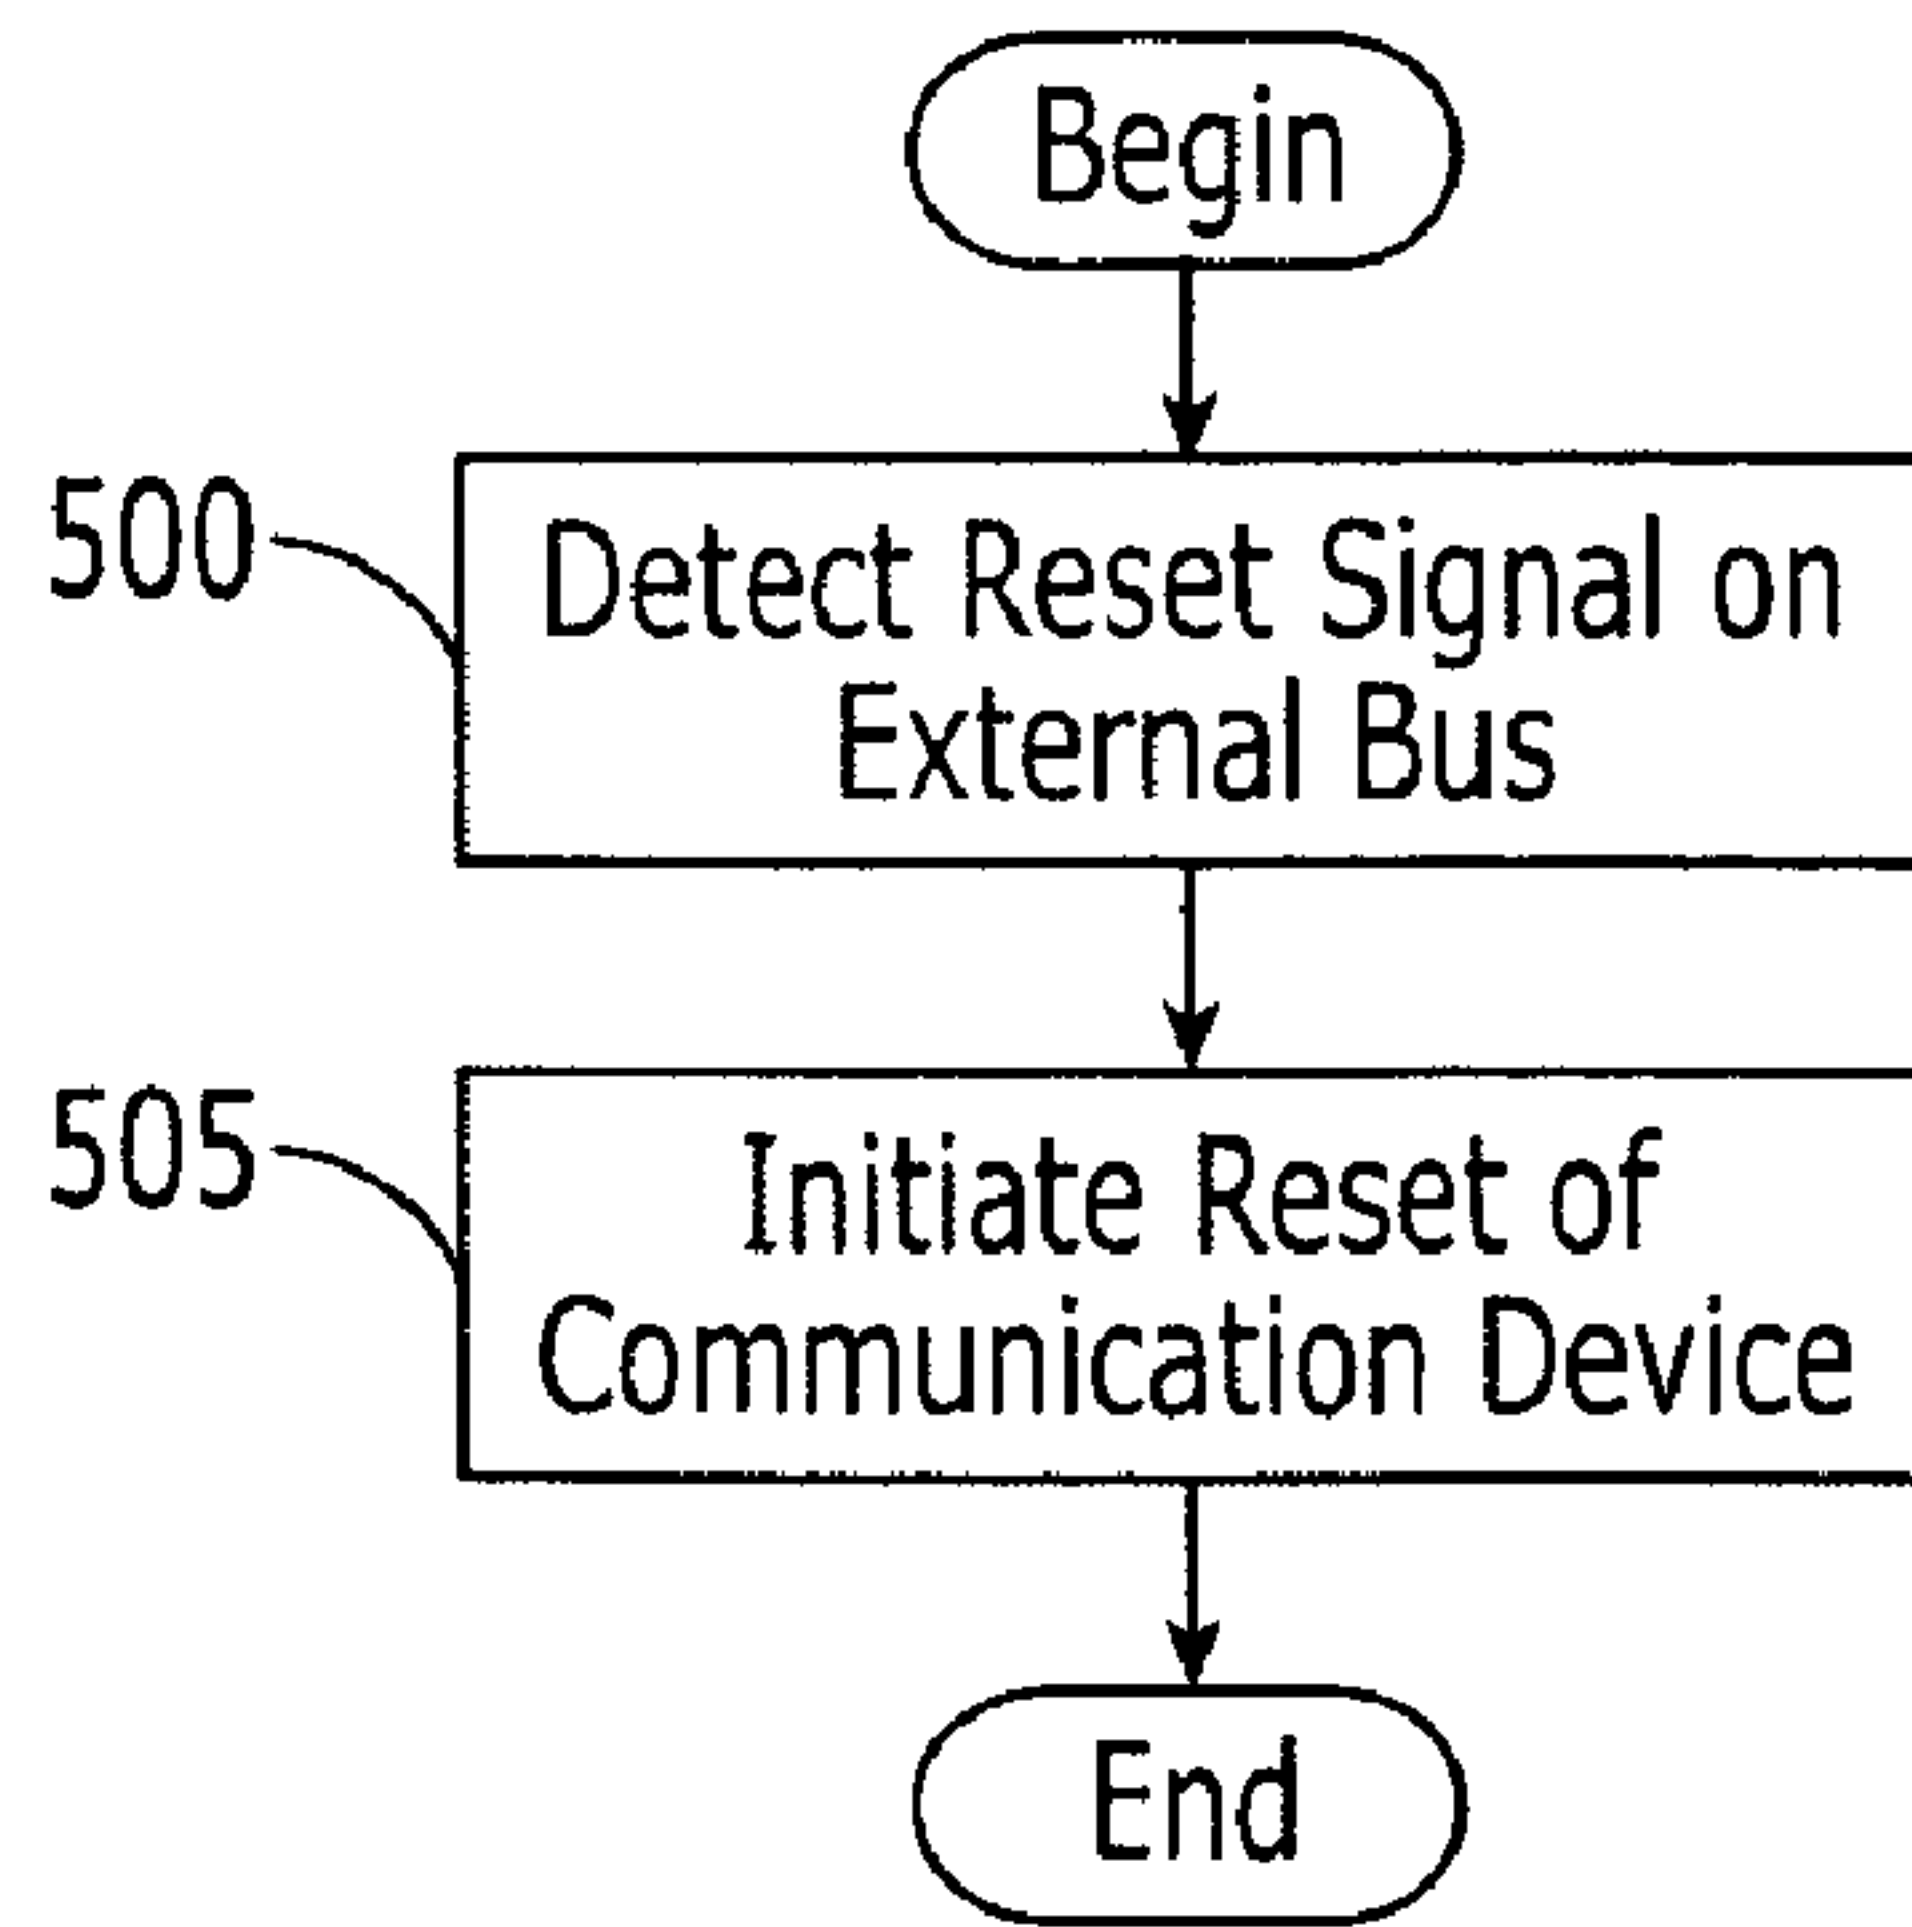 Begin
500
Detect Reset Signal on
External Bus
505
Initiate Reset of
Communication Device
End